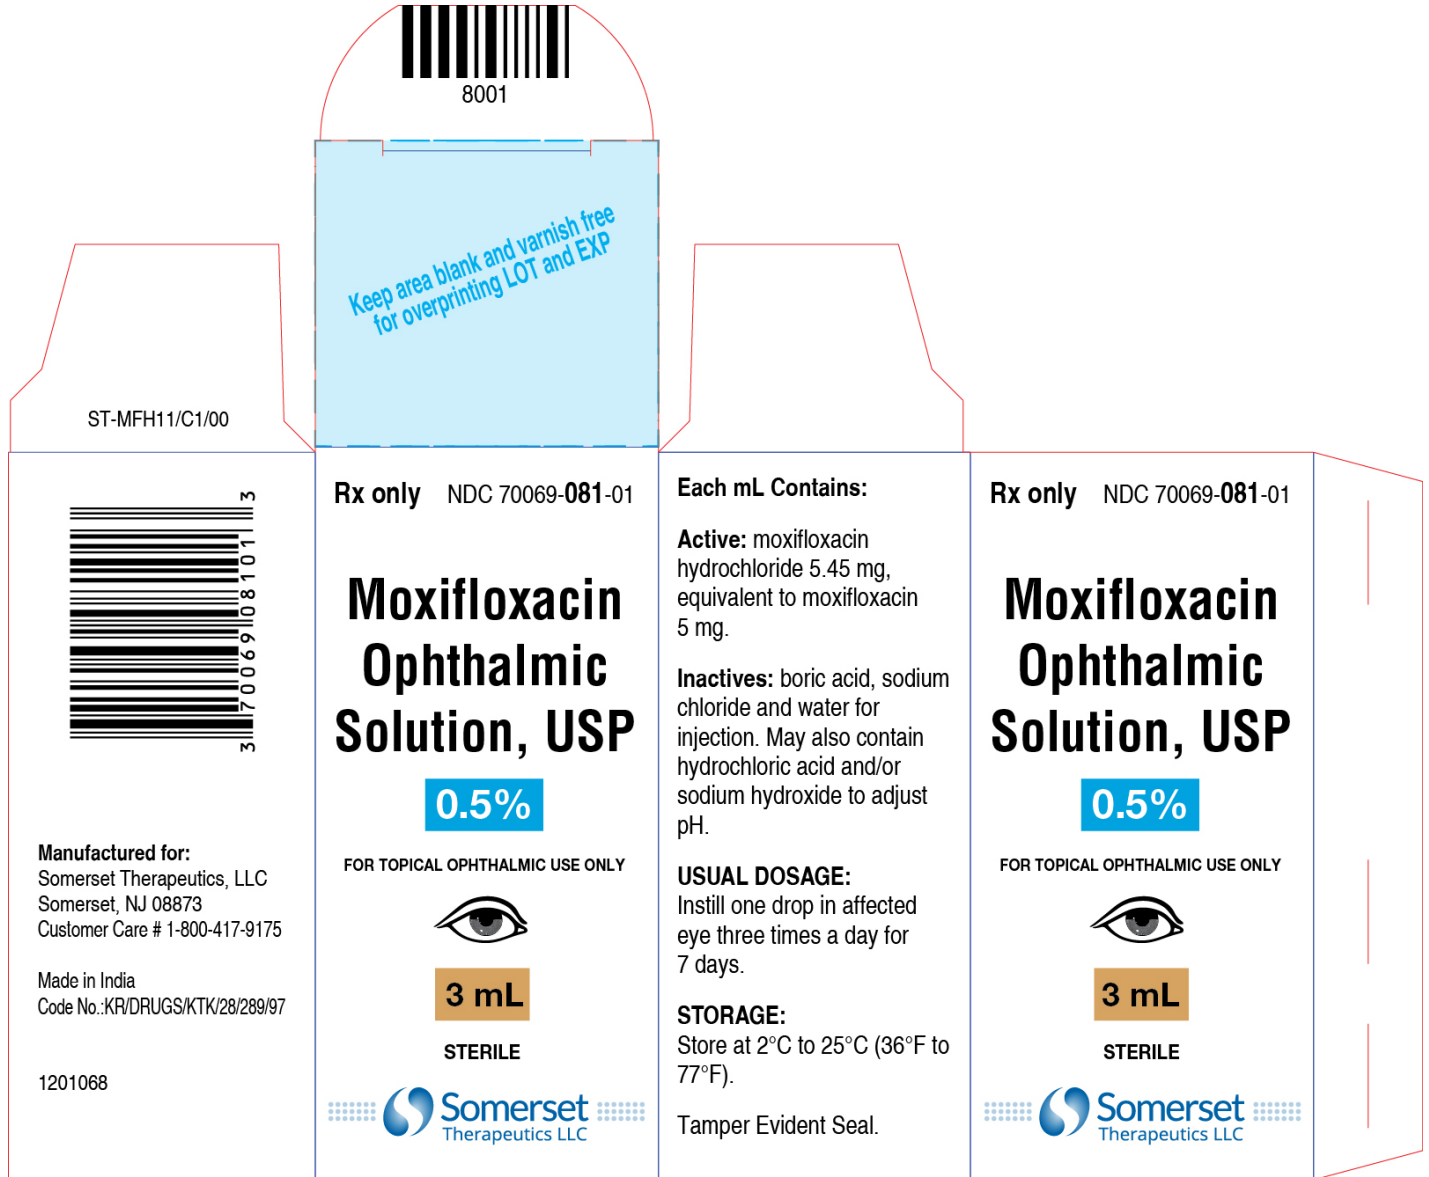 8001
Keep area blank and varnish free
for overprinting LOT and EXP
ST-MFH11/C1/00
3 70069 08101 3
Manufactured for:
Somerset Therapeutics, LLC
Somerset, NJ 08873
Customer Care # 1-800-417-9175
Made in India
Code No.:KR/DRUGS/KTK/28/289/97
1201068
Rx only NDC 70069-081-01
Moxifloxacin
Ophthalmic
Solution, USP
0.5%
FOR TOPICAL OPHTHALMIC USE ONLY
3 mL
STERILE
Somerset
Therapeutics LLC
Each mL Contains:
Active: moxifloxacin
hydrochloride 5.45 mg,
equivalent to moxifloxacin
5 mg.
Inactives: boric acid, sodium
chloride and water for
injection. May also contain
hydrochloric acid and/or
sodium hydroxide to adjust
pH.
USUAL DOSAGE:
Instill one drop in affected
eye three times a day for
7 days.
STORAGE:
Store at 2°C to 25°C (36°F to
77°F).
Tamper Evident Seal.
Rx only NDC 70069-081-01
Moxifloxacin
Ophthalmic
Solution, USP
0.5%
FOR TOPICAL OPHTHALMIC USE ONLY
3 mL
STERILE
Somerset
Therapeutics LLC